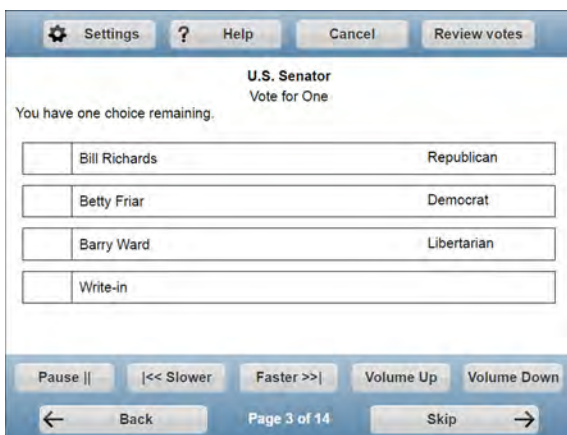 Settings ? Help Cancel Review votes
U.S. Senator
Vote for One
You have one choice remaining.
Bill Richards Republican
Betty Friar Democrat
Barry Ward Libertarian
Write-in
Pause || |<< Slower Faster >>| Volume Up Volume Down
← Back Page 3 of 14 Skip →